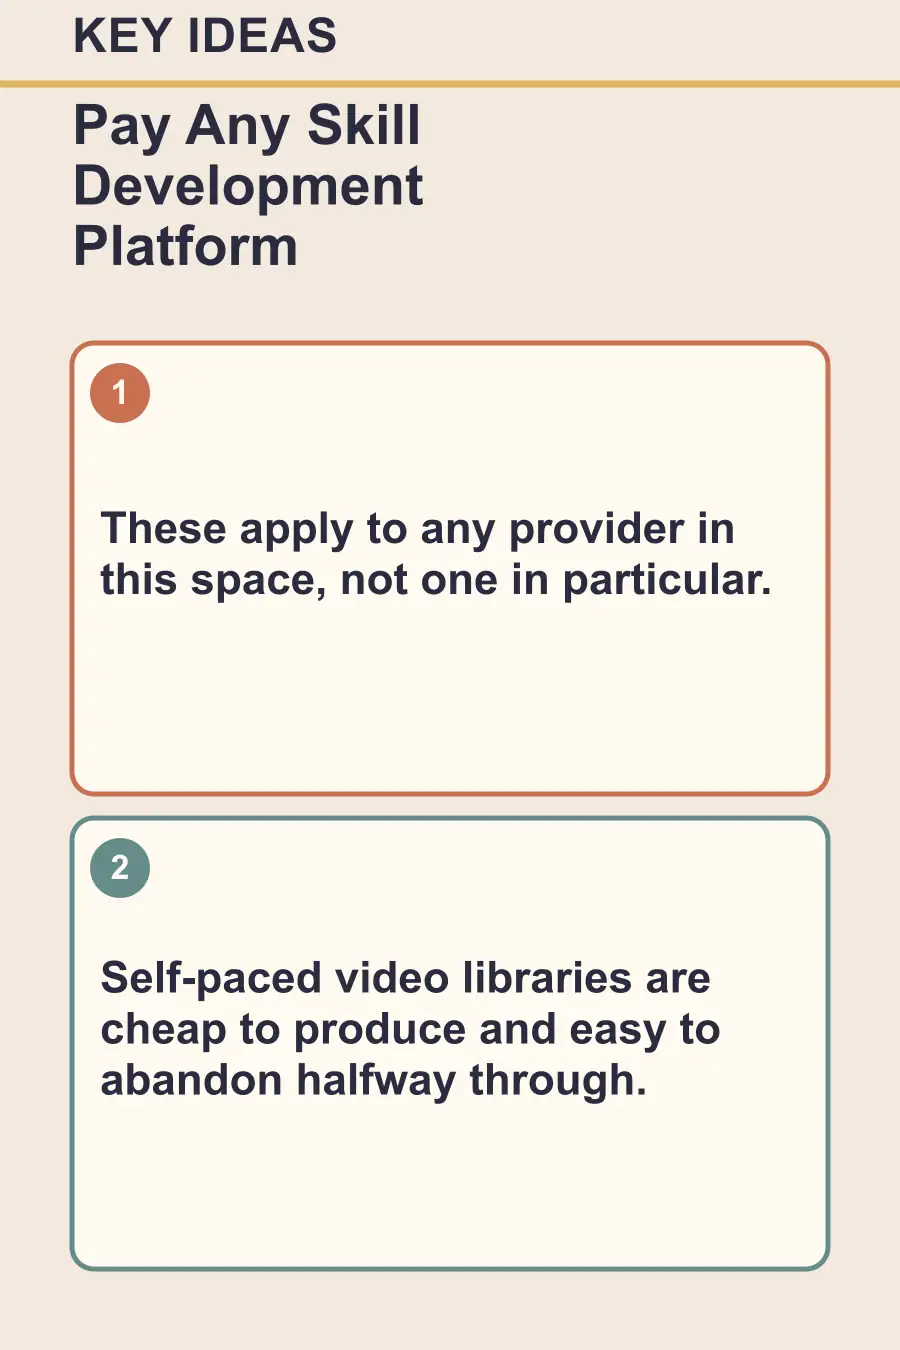 KEY IDEAS
Pay Any Skill
Development
Platform
1
These apply to any provider in
this space, not one in particular.
2
Self-paced video libraries are
cheap to produce and easy to
abandon halfway through.